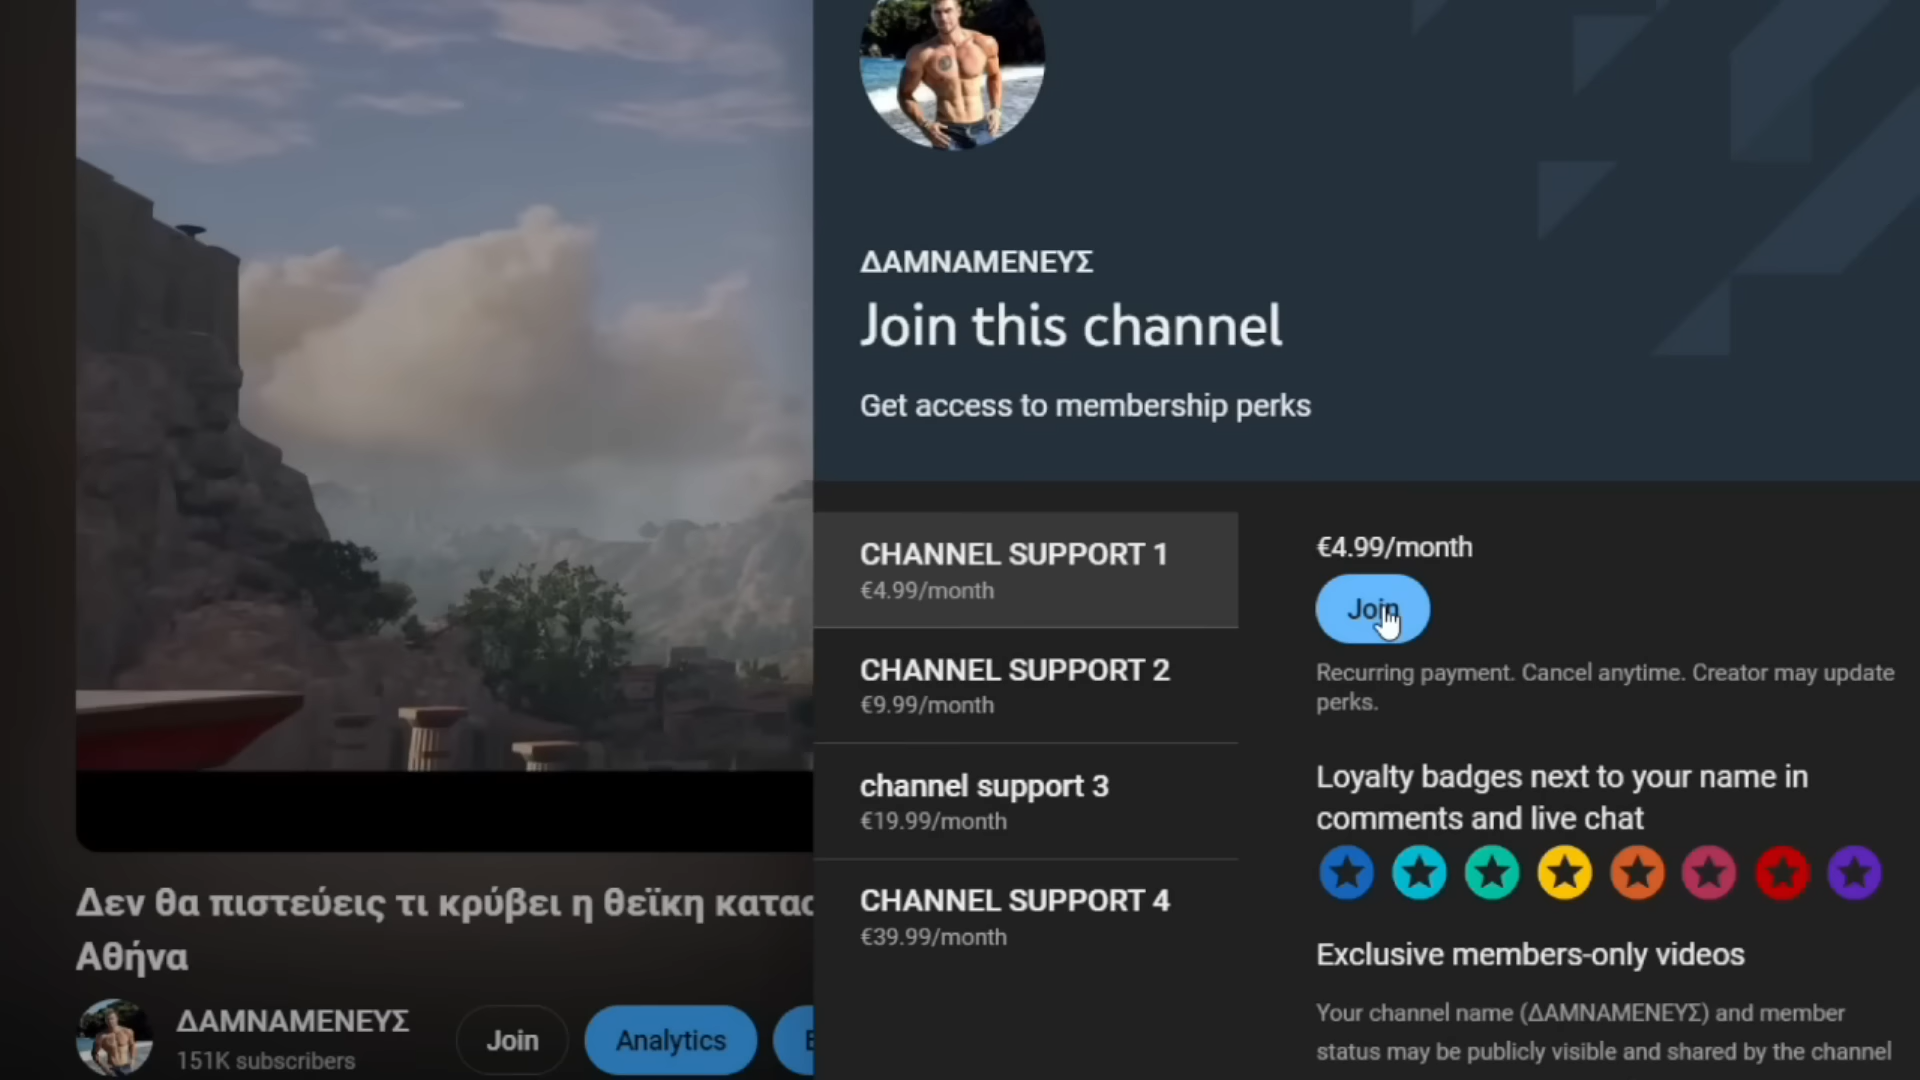 ΔΑΜΝΑΜΕΝΕΥΣ
Join this channel
Get access to membership perks
CHANNEL SUPPORT 1
€4.99/month
CHANNEL SUPPORT 2
€9.99/month
channel support 3
€19.99/month
CHANNEL SUPPORT 4
€39.99/month
€4.99/month
Join
Recurring payment. Cancel anytime. Creator may update
perks.
Loyalty badges next to your name in
comments and live chat
Exclusive members-only videos
Your channel name (ΔΑΜΝΑΜΕΝΕΥΣ) and member
status may be publicly visible and shared by the channel
Δεν θα πιστεύεις τι κρύβει η θεϊκη
Αθήνα
ΔΑΜΝΑΜΕΝΕΥΣ
151K subscribers
Join
Analytics